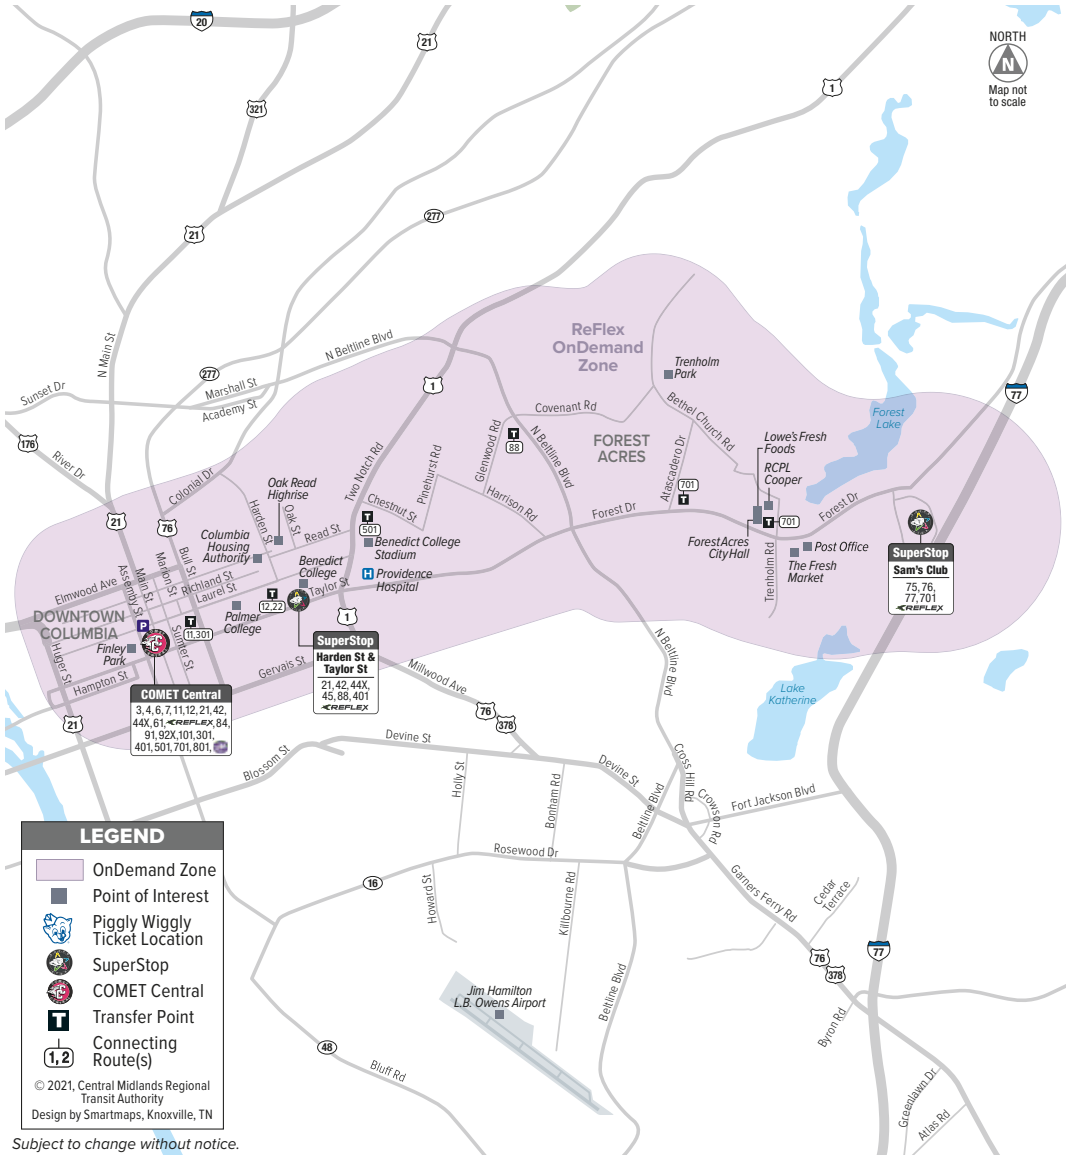 20
21
1
NORTH
N
Map not
to scale
321
277
21
N Main St
N Beltline Blvd
ReFlex
OnDemand
Zone
Trenholm
Park
277
1
77
Sunset Dr
Marshall St
Academy St
Covenant Rd
Bethel Church Rd
Forest
Lake
176
River Dr
Glenwood Rd
T
88
N Beltline Blvd
FOREST
ACRES
Atascadero Dr
Lowe's Fresh
Foods
RCPL
Cooper
Two Notch Rd
Pinehurst Rd
Colonial Dr
Oak Read
Highrise
Harden St
Oak St
Read St
Chestnut St
Harrison Rd
701
T
Forest Dr
Forest Dr
T
701
21
76
T
501
Benedict College
Stadium
Columbia
Housing
Authority
Forest Acres
City Hall
Post Office
The Fresh
Market
Trenholm Rd
SuperStop
Sam's Club
75, 76,
77,701
REFLEX
Bull St
Marion St
Main St
Assembly St
Elmwood Ave
Richland St
Laurel St
Benedict
College
Taylor St
H
Providence
Hospital
DOWNTOWN
COLUMBIA
P
T
11,301
T
12,22
Palmer
College
1
Finley
Park
Sumter St
Huger St
Hampton St
Gervais St
SuperStop
Harden St &
Taylor St
21, 42, 44X,
45, 88, 401
REFLEX
N Beltline Blvd
Millwood Ave
COMET Central
3, 4, 6, 7, 11,12, 21, 42,
44X, 61, REFLEX, 84,
91, 92X,101,301,
401, 501, 701, 801,
21
76
378
Lake
Katherine
Devine St
Blossom St
Holly St
Bonham Rd
Devine St
Beltline Blvd
Cross Hill Rd
Crowson Rd
Fort Jackson Blvd
Rosewood Dr
16
Howard St
Killbourne Rd
Garners Ferry Rd
Cedar
Terrace
76
378
77
Beltline Blvd
Jim Hamilton
L.B. Owens Airport
Byron Rd
48
Bluff Rd
Greenlawn Dr
Atlas Rd
LEGEND
OnDemand Zone
Point of Interest
Piggly Wiggly
Ticket Location
SuperStop
COMET Central
T
Transfer Point
1, 2
Connecting
Route(s)
© 2021, Central Midlands Regional
Transit Authority
Design by Smartmaps, Knoxville, TN
Subject to change without notice.